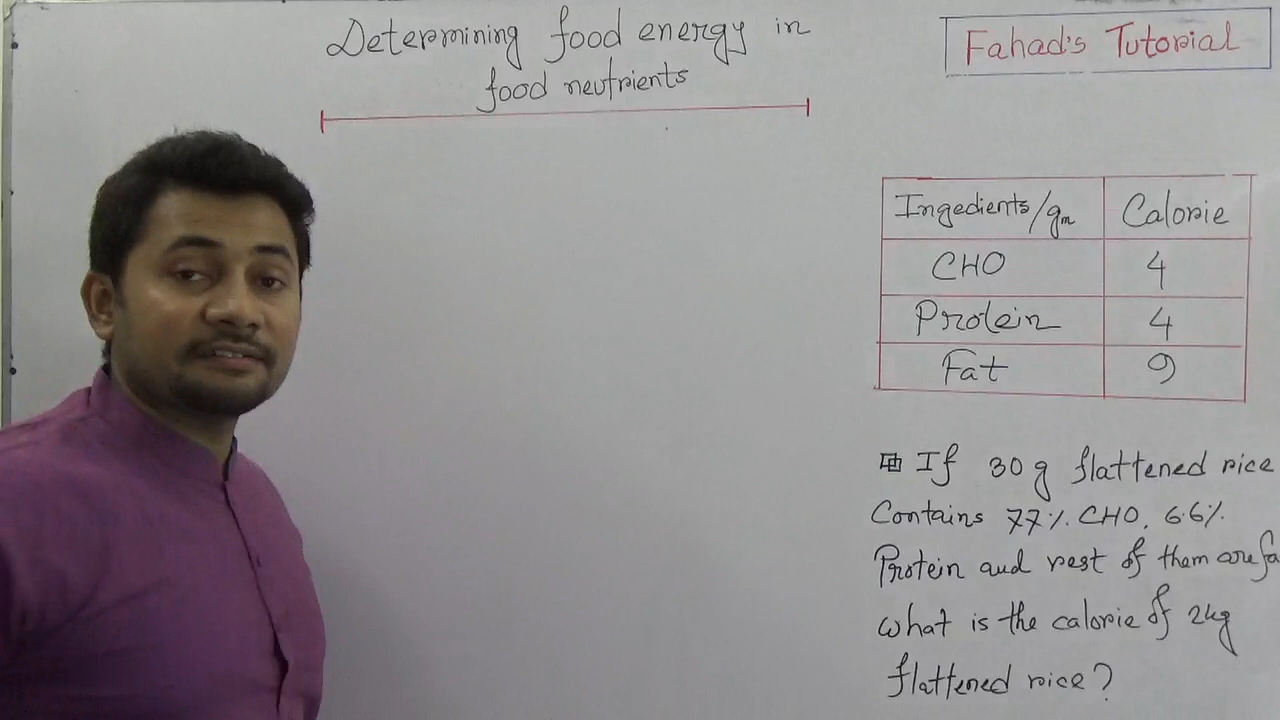 Determining food energy in
food neutrients
Fahad's Tutorial
Ingedients/gm Calorie
CHO 4
Protein 4
Fat 9
If 30 g flattened rice
Contains 77% CHO, 6.6%
Protein and rest of them are fa
what is the calorie of 2kg
flattened rice?